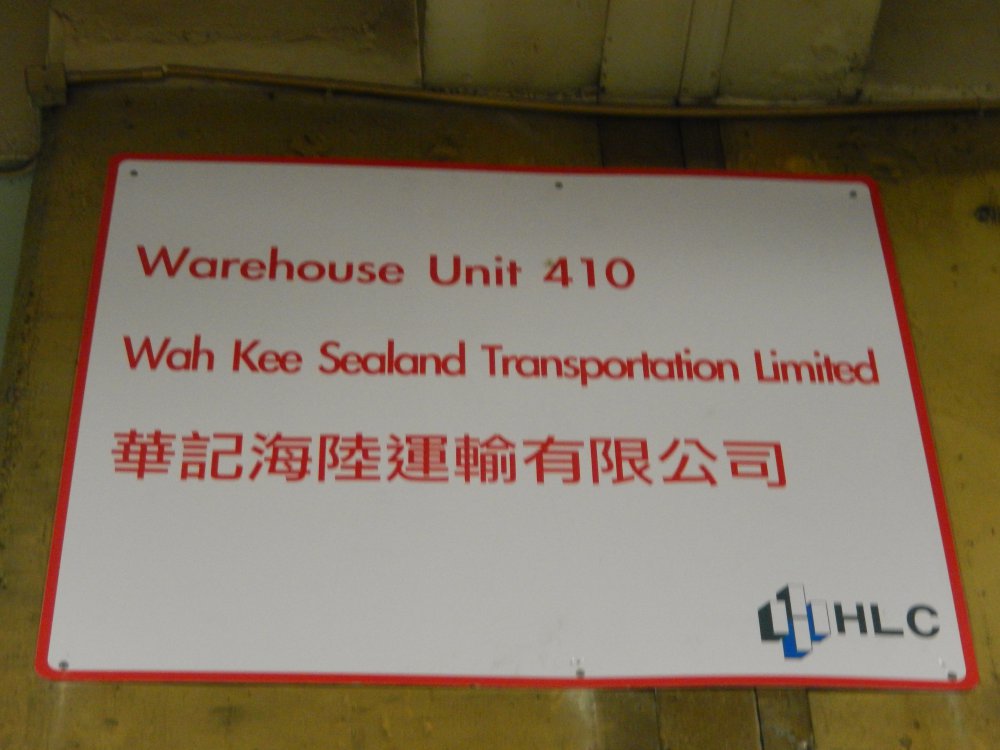 Warehouse Unit 410
Wah Kee Sealand Transportation Limited
華記海陸運輸有限公司
HLC